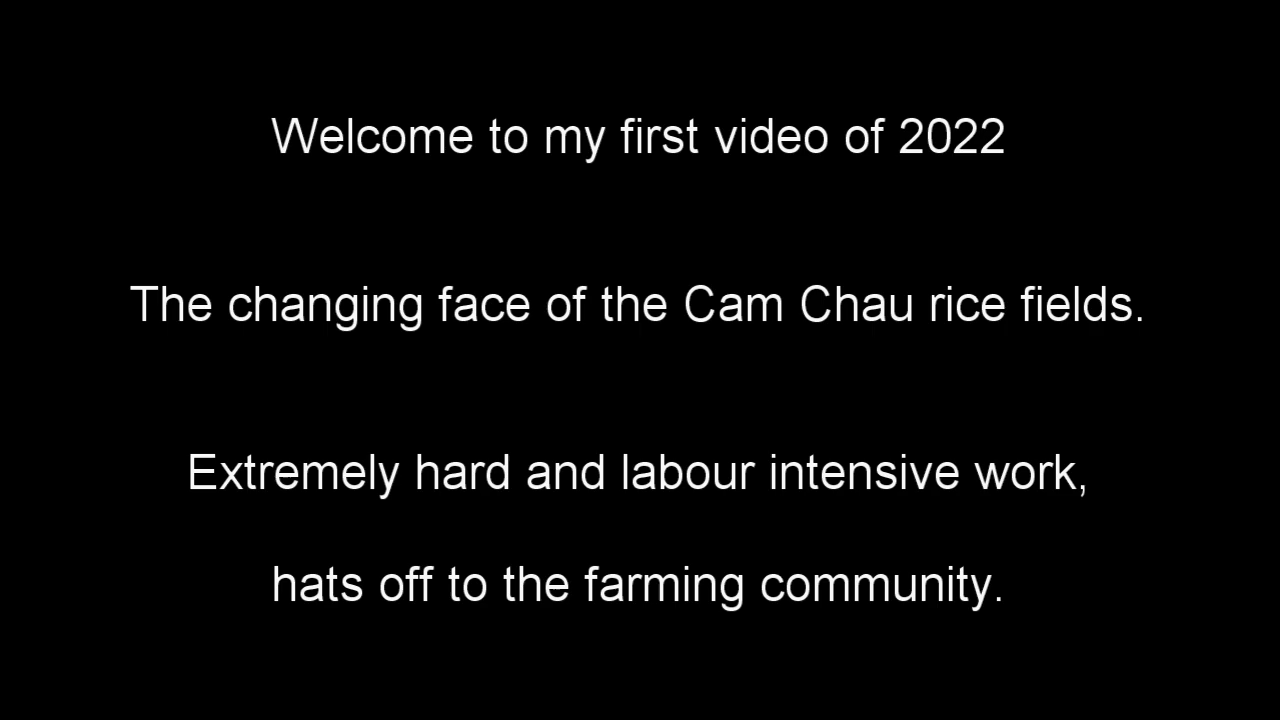 Welcome to my first video of 2022
The changing face of the Cam Chau rice fields.
Extremely hard and labour intensive work,
hats off to the farming community.